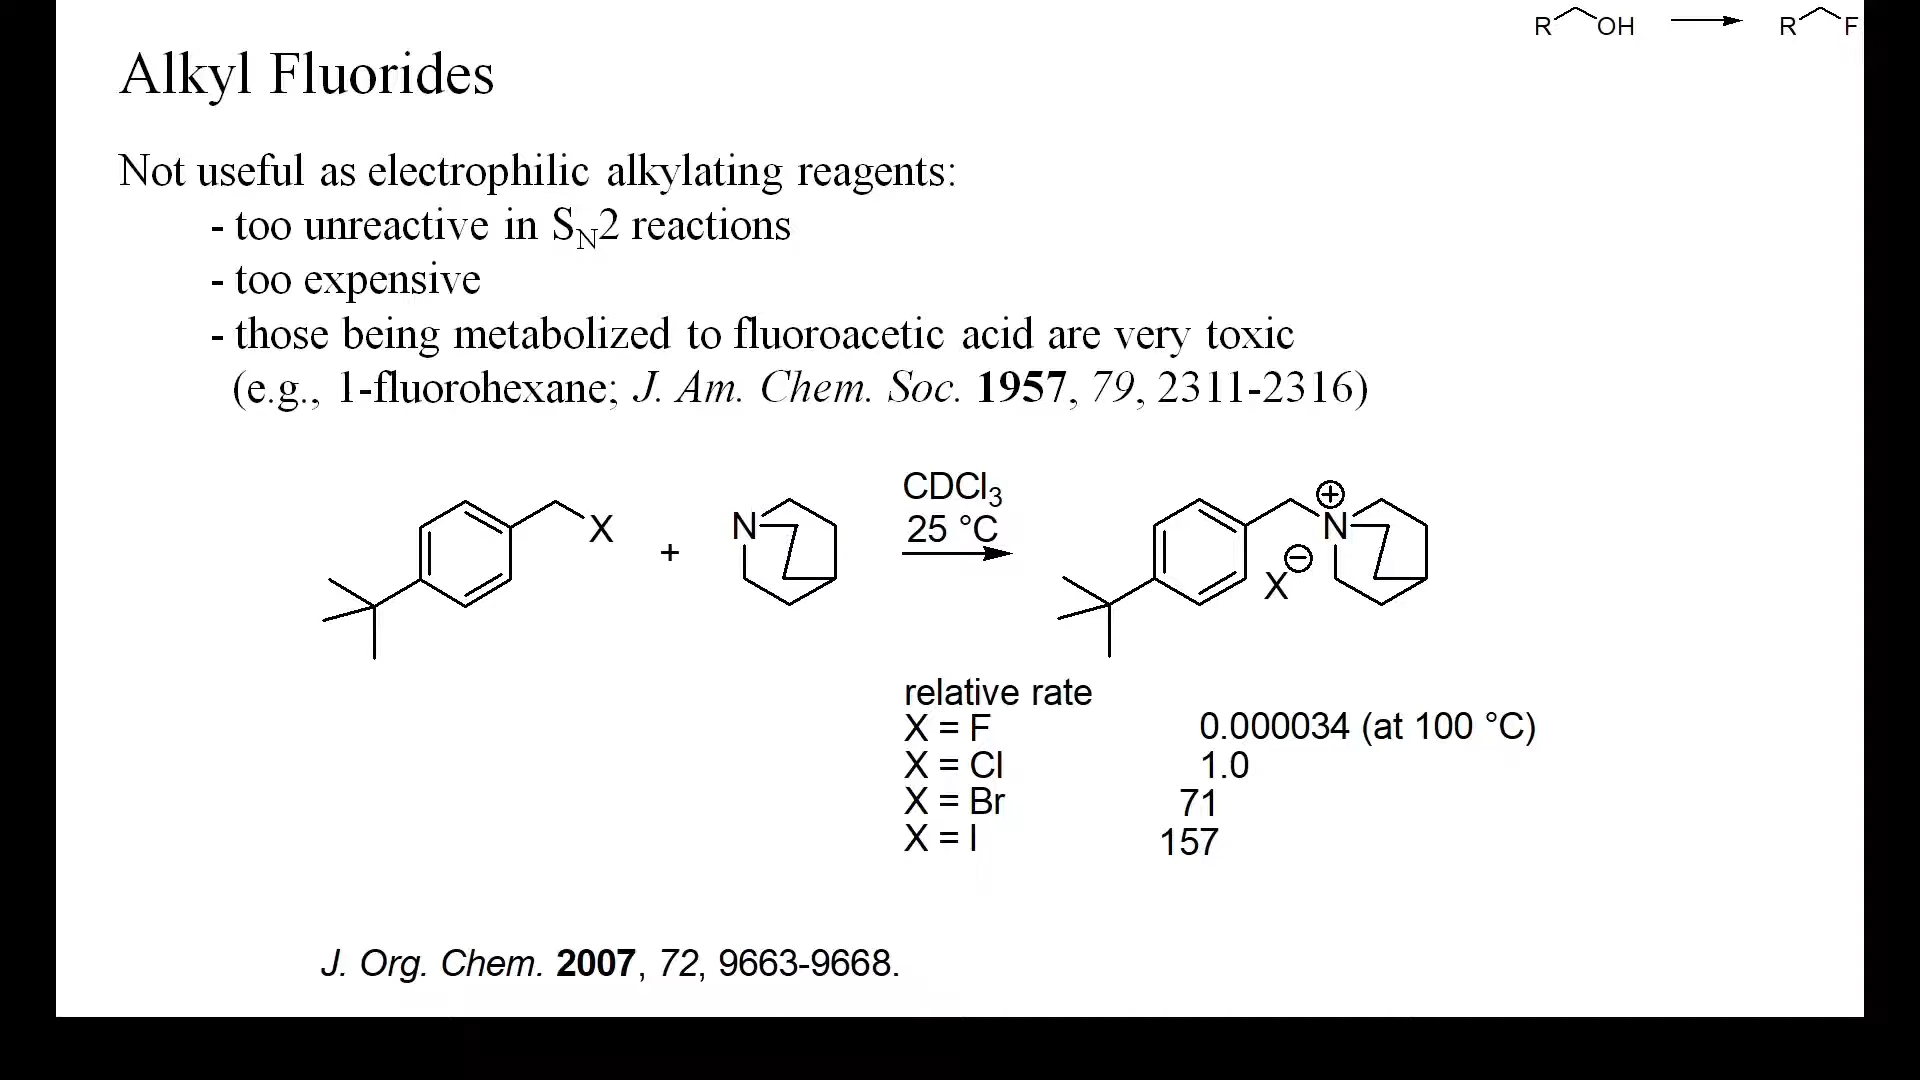 R OH R F
Alkyl Fluorides
Not useful as electrophilic alkylating reagents:
- too unreactive in SN2 reactions
- too expensive
- those being metabolized to fluoroacetic acid are very toxic
(e.g., 1-fluorohexane; J. Am. Chem. Soc. 1957, 79, 2311-2316)
CDCl3
25 °C
X + N N X
relative rate
X = F 0.000034 (at 100 °C)
X = Cl 1.0
X = Br 71
X = I 157
J. Org. Chem. 2007, 72, 9663-9668.